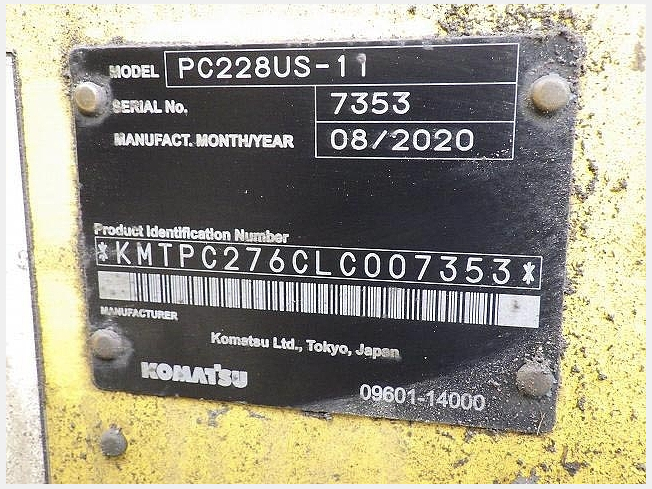 MODEL PC228US-11
SERIAL No. 7353
MANUFACT. MONTH/YEAR 08/2020
Product Identification Number
*KMTPC276CLC007353*
MANUFACTURER
Komatsu Ltd., Tokyo, Japan
KOMATSU
09601-14000